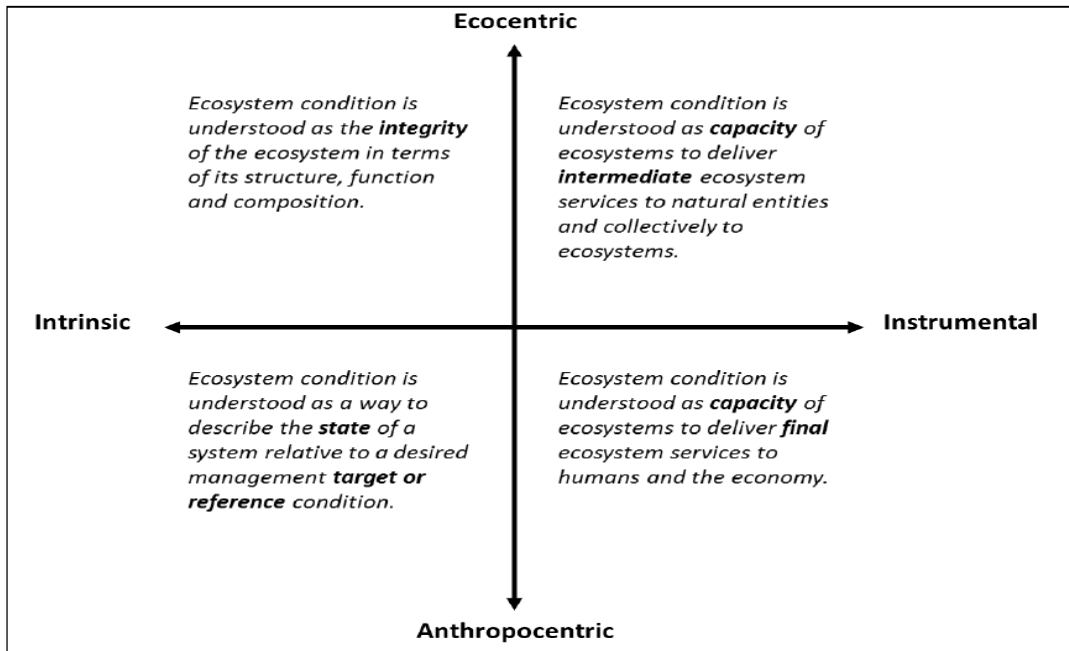 Ecocentric
Ecosystem condition is
understood as the integrity
of the ecosystem in terms
of its structure, function
and composition.
Ecosystem condition is
understood as capacity of
ecosystems to deliver
intermediate ecosystem
services to natural entities
and collectively to
ecosystems.
Intrinsic
Instrumental
Ecosystem condition is
understood as a way to
describe the state of a
system relative to a desired
management target or
reference condition.
Ecosystem condition is
understood as capacity of
ecosystems to deliver final
ecosystem services to
humans and the economy.
Anthropocentric